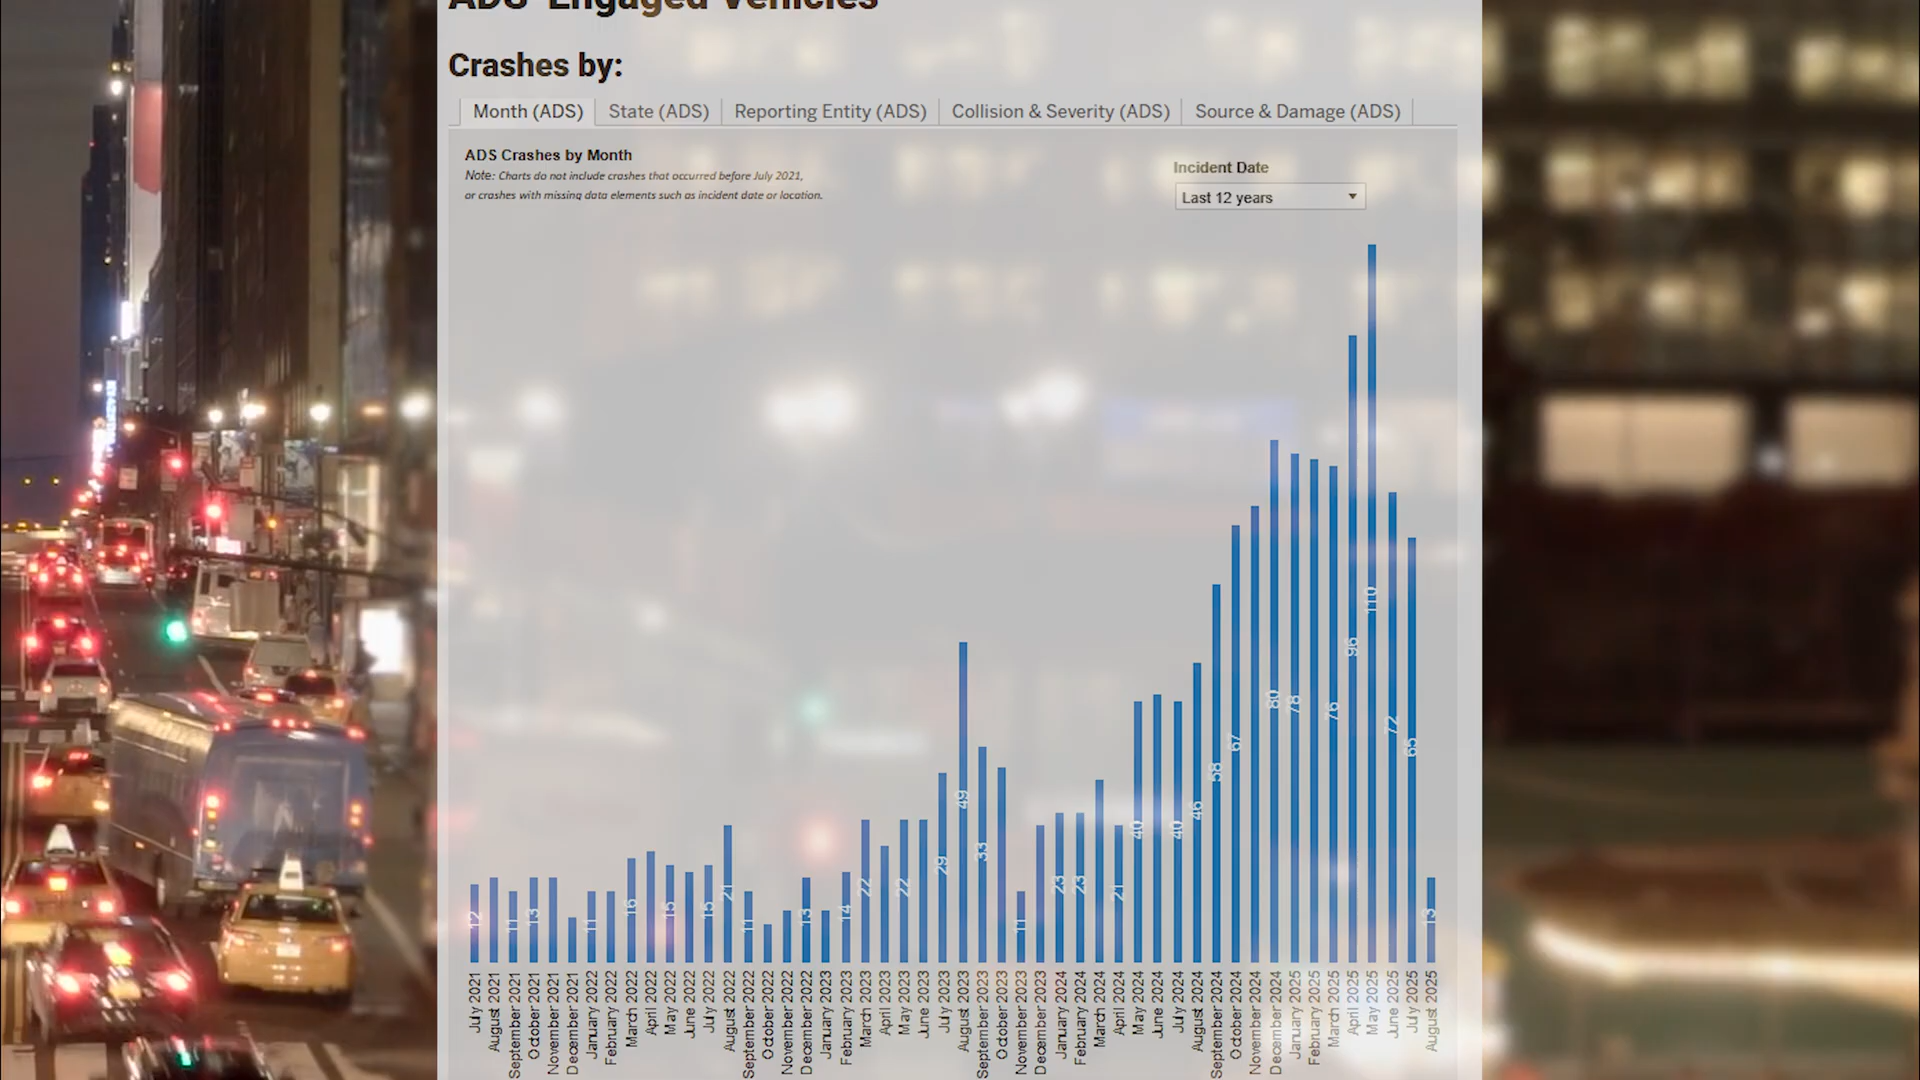 ADS Engaged Vehicles
Crashes by:
Month (ADS) State (ADS) Reporting Entity (ADS) Collision & Severity (ADS) Source & Damage (ADS)
ADS Crashes by Month
Note: Charts do not include crashes that occurred before July 2021,
or crashes with missing data elements such as incident date or location.
Incident Date
Last 12 years
12
11
13
11
16
15
15
21
11
13
14
22
22
29
49
33
11
23
23
21
40
40
46
58
67
80
78
76
96
110
72
65
13
July 2021
August 2021
September 2021
October 2021
November 2021
December 2021
January 2022
February 2022
March 2022
April 2022
May 2022
June 2022
July 2022
August 2022
September 2022
October 2022
November 2022
December 2022
January 2023
February 2023
March 2023
April 2023
May 2023
June 2023
July 2023
August 2023
September 2023
October 2023
November 2023
December 2023
January 2024
February 2024
March 2024
April 2024
May 2024
June 2024
July 2024
August 2024
September 2024
October 2024
November 2024
December 2024
January 2025
February 2025
March 2025
April 2025
May 2025
June 2025
July 2025
August 2025